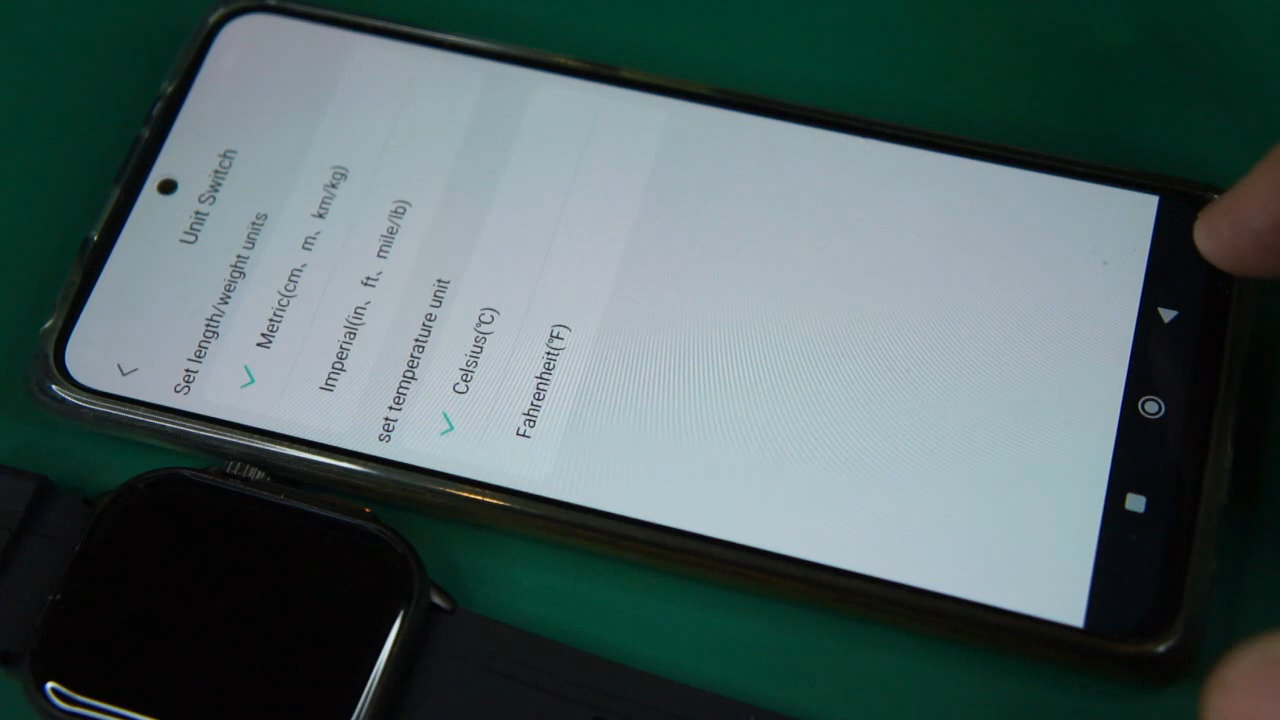 Unit Switch
Set length/weight units
Metric(cm、m、km/kg)
Imperial(in、ft、mile/lb)
set temperature unit
Celsius(℃)
Fahrenheit(℉)